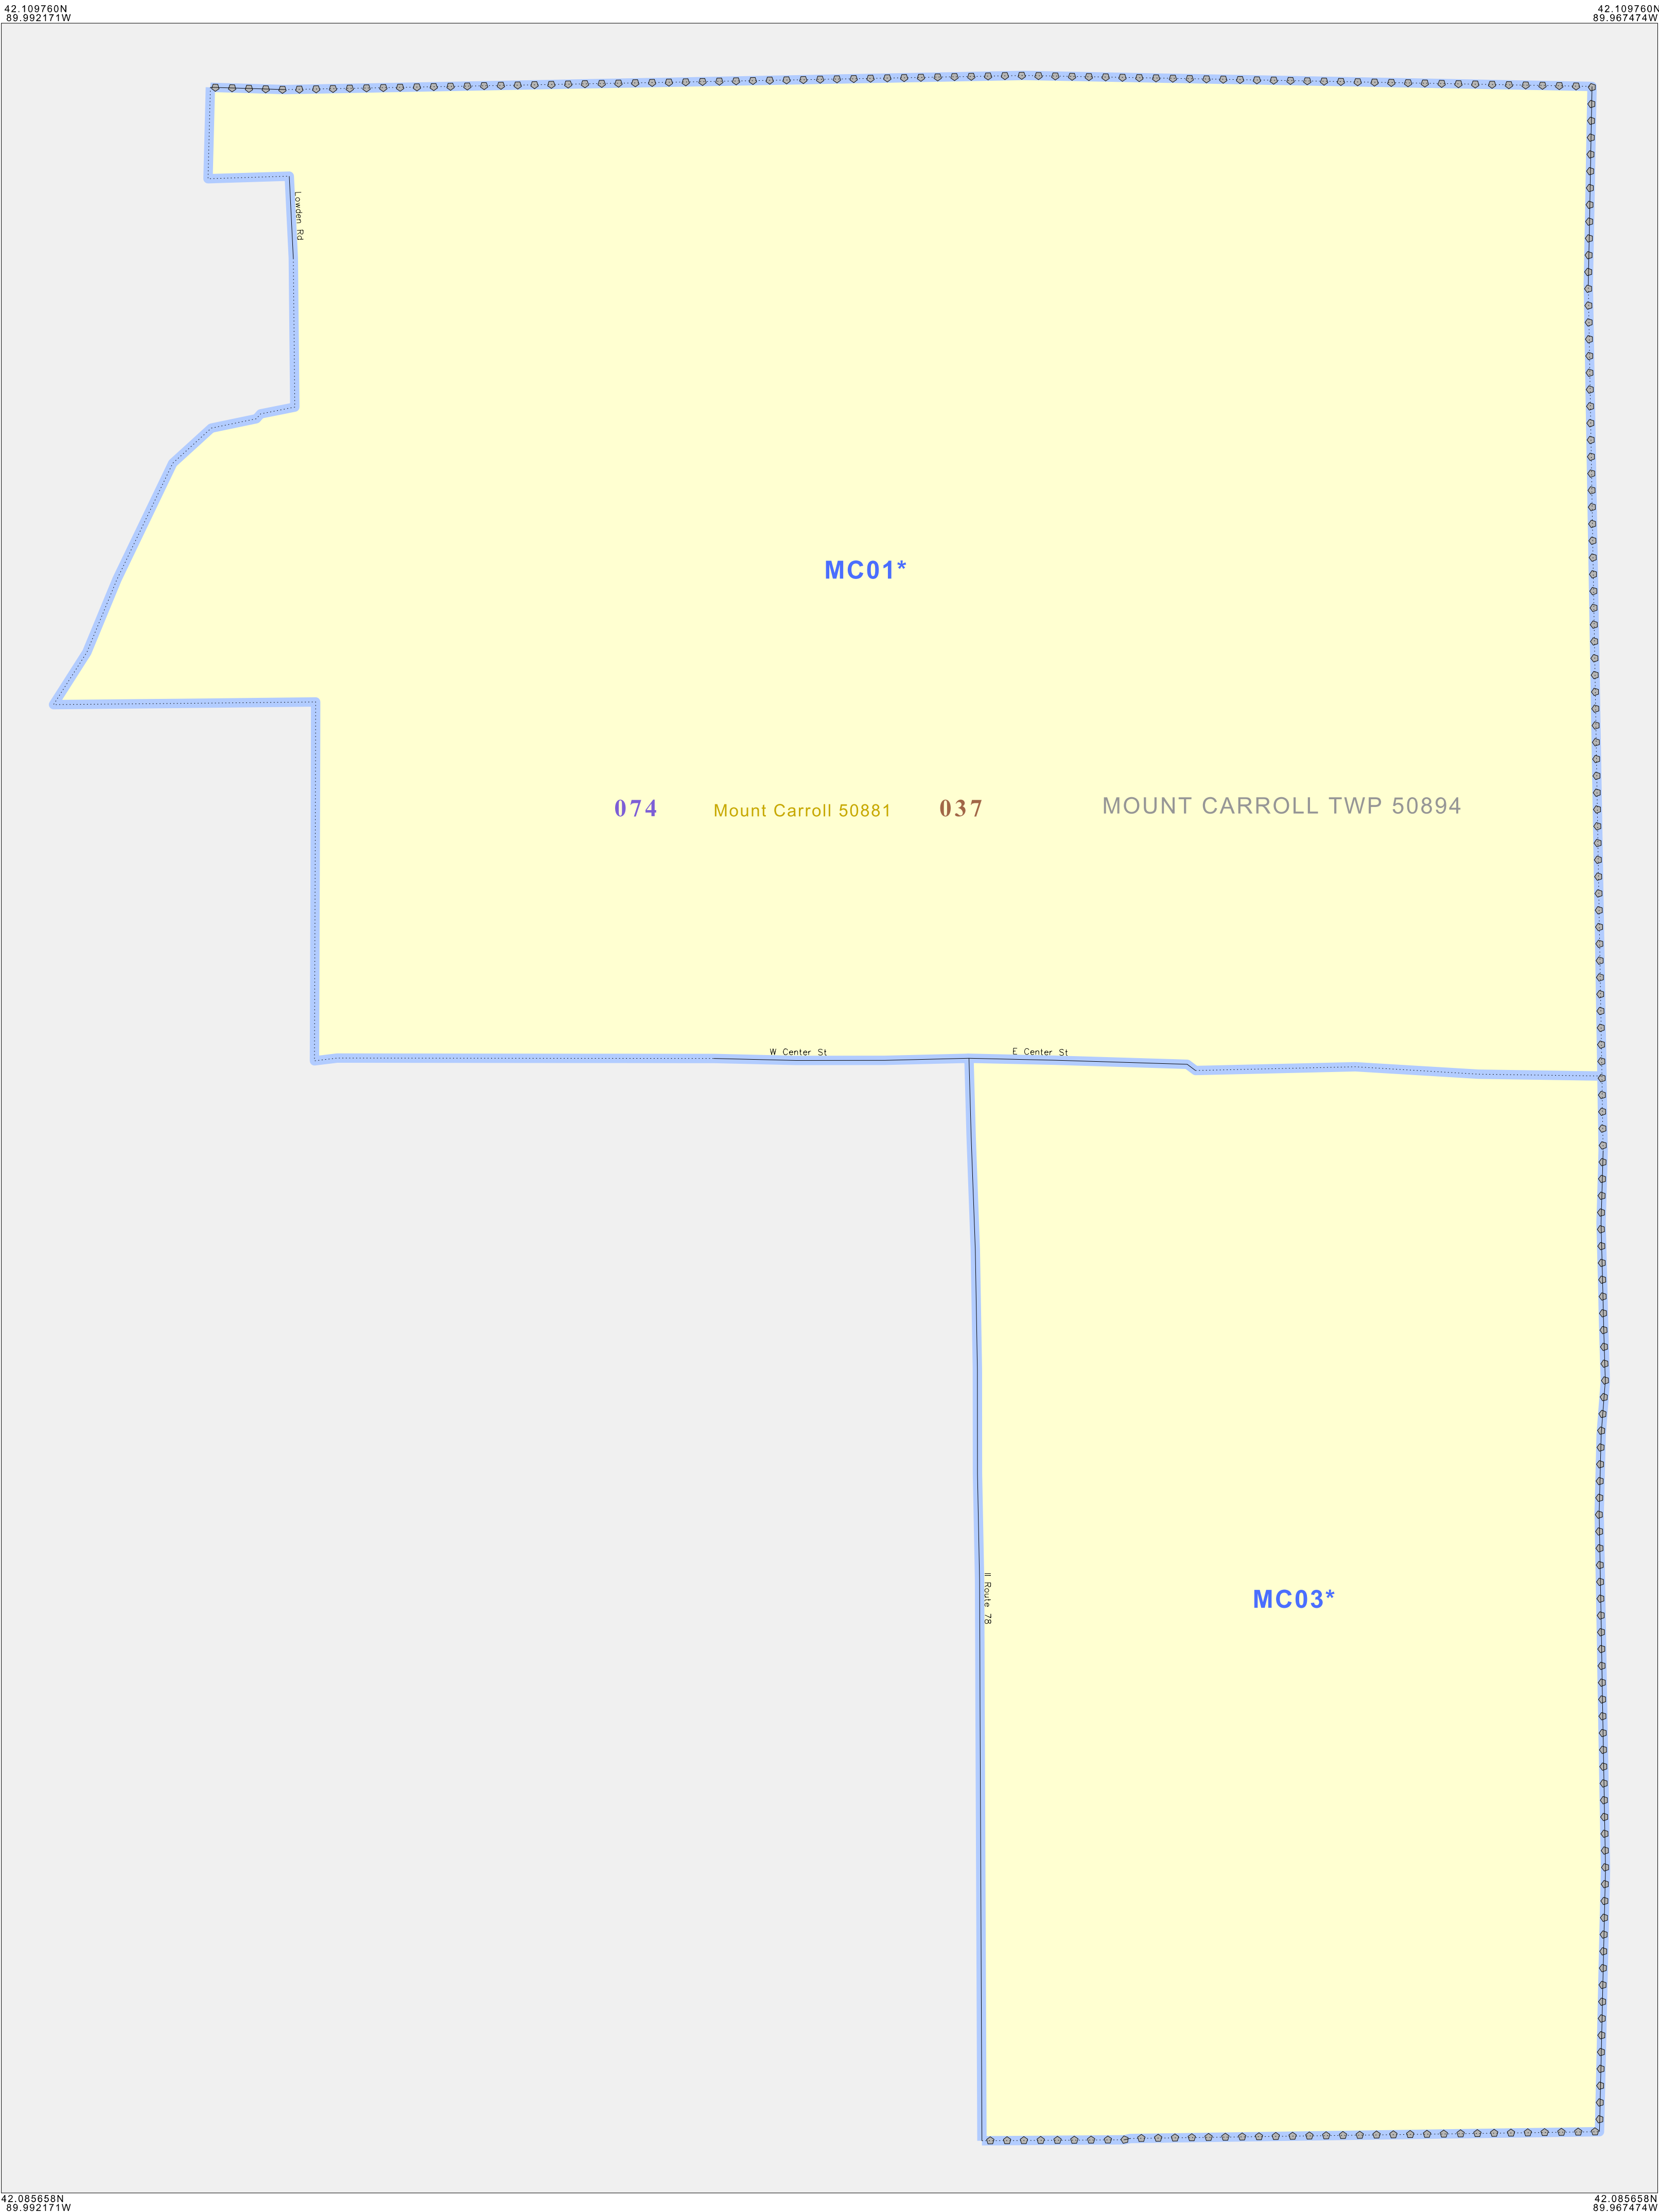 42.109760N
89.992171W
42.109760N
89.967474W
Lowden Rd
MC01*
074
Mount Carroll 50881
037
MOUNT CARROLL TWP 50894
W Center St
E Center St
Il Route 78
MC03*
42.085658N
89.992171W
42.085658N
89.967474W